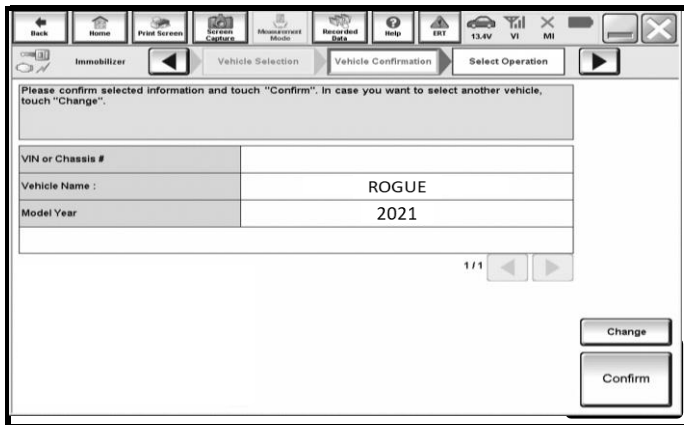 Back Home Print Screen Screen Capture Measurement Mode Recorded Data Help ERT 13.4V VI MI
Immobilizer Vehicle Selection Vehicle Confirmation Select Operation
Please confirm selected information and touch "Confirm". In case you want to select another vehicle,
touch "Change".
VIN or Chassis #
Vehicle Name : ROGUE
Model Year 2021
1/1
Change
Confirm